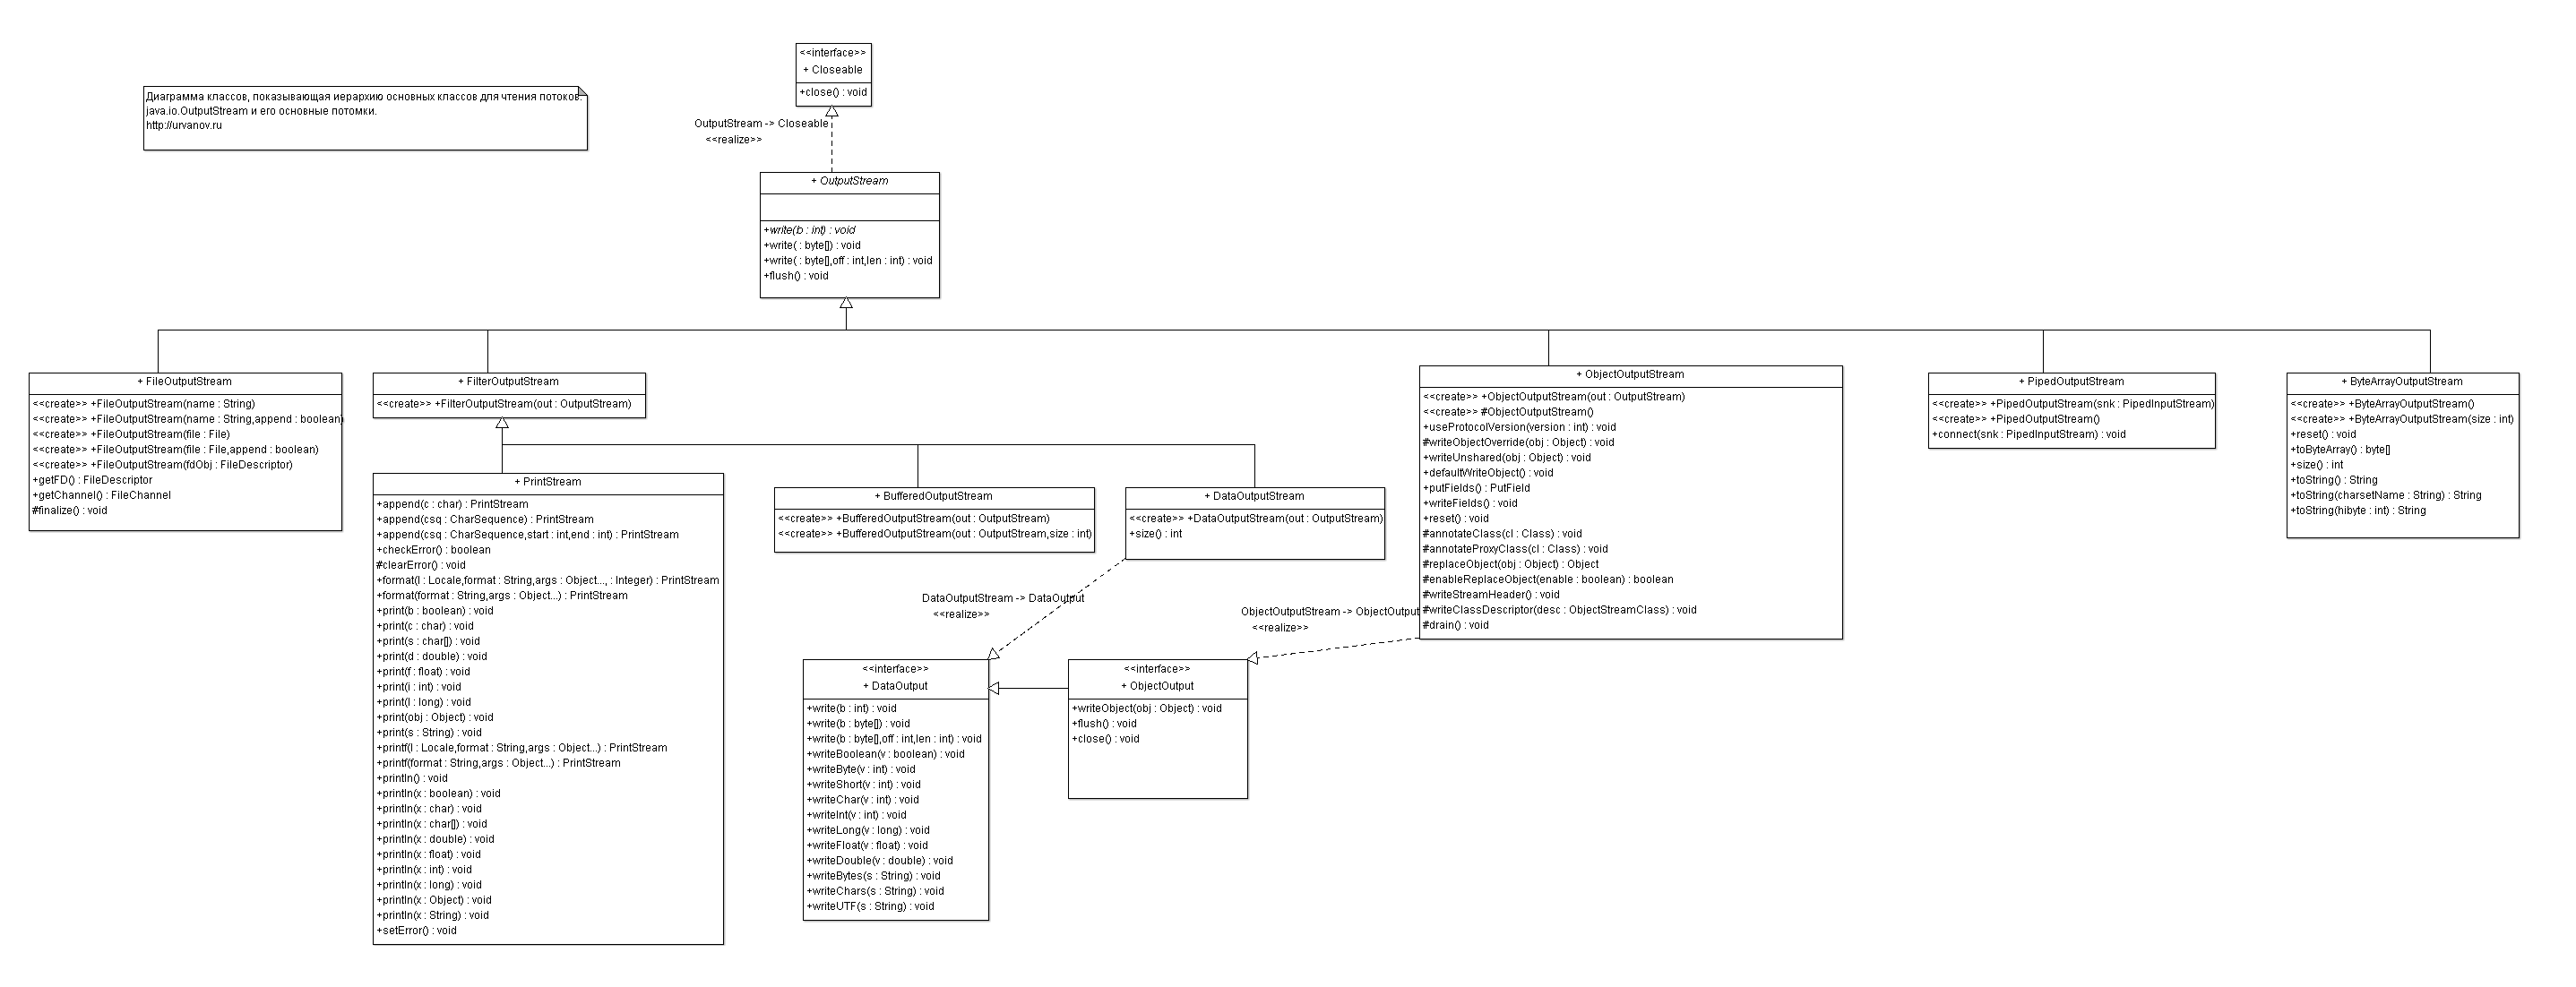 <<interface>>
+ Closeable
+close() : void
Диаграмма классов, показывающая иерархию основных классов для чтения потоков.
java.io.OutputStream и его основные потомки.
http://urvanov.ru
OutputStream -> Closeable
<<realize>>
+ OutputStream
+write(b : int) : void
+write( : byte[]) : void
+write( : byte[],off : int,len : int) : void
+flush() : void
+ FileOutputStream
<<create>> +FileOutputStream(name : String)
<<create>> +FileOutputStream(name : String,append : boolean)
<<create>> +FileOutputStream(file : File)
<<create>> +FileOutputStream(file : File,append : boolean)
<<create>> +FileOutputStream(fdObj : FileDescriptor)
+getFD() : FileDescriptor
+getChannel() : FileChannel
#finalize() : void
+ FilterOutputStream
<<create>> +FilterOutputStream(out : OutputStream)
+ PrintStream
+append(c : char) : PrintStream
+append(csq : CharSequence) : PrintStream
+append(csq : CharSequence,start : int,end : int) : PrintStream
+checkError() : boolean
#clearError() : void
+format(l : Locale,format : String,args : Object..., : Integer) : PrintStream
+format(format : String,args : Object...) : PrintStream
+print(b : boolean) : void
+print(c : char) : void
+print(s : char[]) : void
+print(d : double) : void
+print(f : float) : void
+print(i : int) : void
+print(l : long) : void
+print(obj : Object) : void
+print(s : String) : void
+printf(l : Locale,format : String,args : Object...) : PrintStream
+printf(format : String,args : Object...) : PrintStream
+println() : void
+println(x : boolean) : void
+println(x : char) : void
+println(x : char[]) : void
+println(x : double) : void
+println(x : float) : void
+println(x : int) : void
+println(x : long) : void
+println(x : Object) : void
+println(x : String) : void
+setError() : void
+ BufferedOutputStream
<<create>> +BufferedOutputStream(out : OutputStream)
<<create>> +BufferedOutputStream(out : OutputStream,size : int)
+ DataOutputStream
<<create>> +DataOutputStream(out : OutputStream)
+size() : int
DataOutputStream -> DataOutput
<<realize>>
<<interface>>
+ DataOutput
+write(b : int) : void
+write(b : byte[]) : void
+write(b : byte[],off : int,len : int) : void
+writeBoolean(v : boolean) : void
+writeByte(v : int) : void
+writeShort(v : int) : void
+writeChar(v : int) : void
+writeInt(v : int) : void
+writeLong(v : long) : void
+writeFloat(v : float) : void
+writeDouble(v : double) : void
+writeBytes(s : String) : void
+writeChars(s : String) : void
+writeUTF(s : String) : void
ObjectOutputStream -> ObjectOutput
<<realize>>
<<interface>>
+ ObjectOutput
+writeObject(obj : Object) : void
+flush() : void
+close() : void
+ ObjectOutputStream
<<create>> +ObjectOutputStream(out : OutputStream)
<<create>> #ObjectOutputStream()
+useProtocolVersion(version : int) : void
#writeObjectOverride(obj : Object) : void
+writeUnshared(obj : Object) : void
+defaultWriteObject() : void
+putFields() : PutField
+writeFields() : void
+reset() : void
#annotateClass(cl : Class) : void
#annotateProxyClass(cl : Class) : void
#replaceObject(obj : Object) : Object
#enableReplaceObject(enable : boolean) : boolean
#writeStreamHeader() : void
#writeClassDescriptor(desc : ObjectStreamClass) : void
#drain() : void
+ PipedOutputStream
<<create>> +PipedOutputStream(snk : PipedInputStream)
<<create>> +PipedOutputStream()
+connect(snk : PipedInputStream) : void
+ ByteArrayOutputStream
<<create>> +ByteArrayOutputStream()
<<create>> +ByteArrayOutputStream(size : int)
+reset() : void
+toByteArray() : byte[]
+size() : int
+toString() : String
+toString(charsetName : String) : String
+toString(hibyte : int) : String